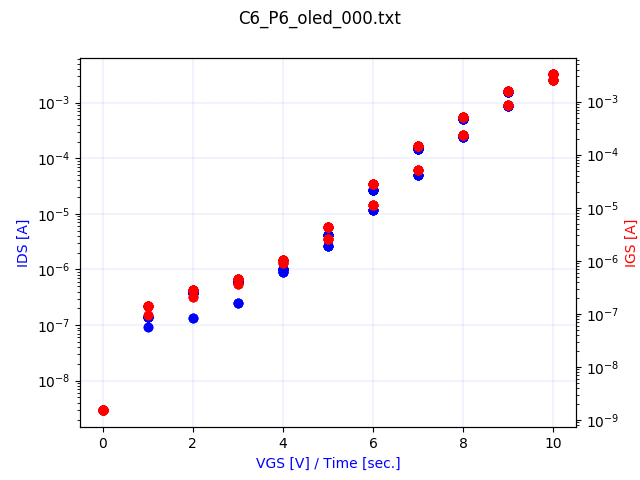 C6_P6_oled_000.txt
10⁻³
10⁻⁴
10⁻⁵
10⁻⁶
10⁻⁷
10⁻⁸
IDS [A]
10⁻³
10⁻⁴
10⁻⁵
10⁻⁶
10⁻⁷
10⁻⁸
10⁻⁹
IGS [A]
0 2 4 6 8 10
VGS [V] / Time [sec.]